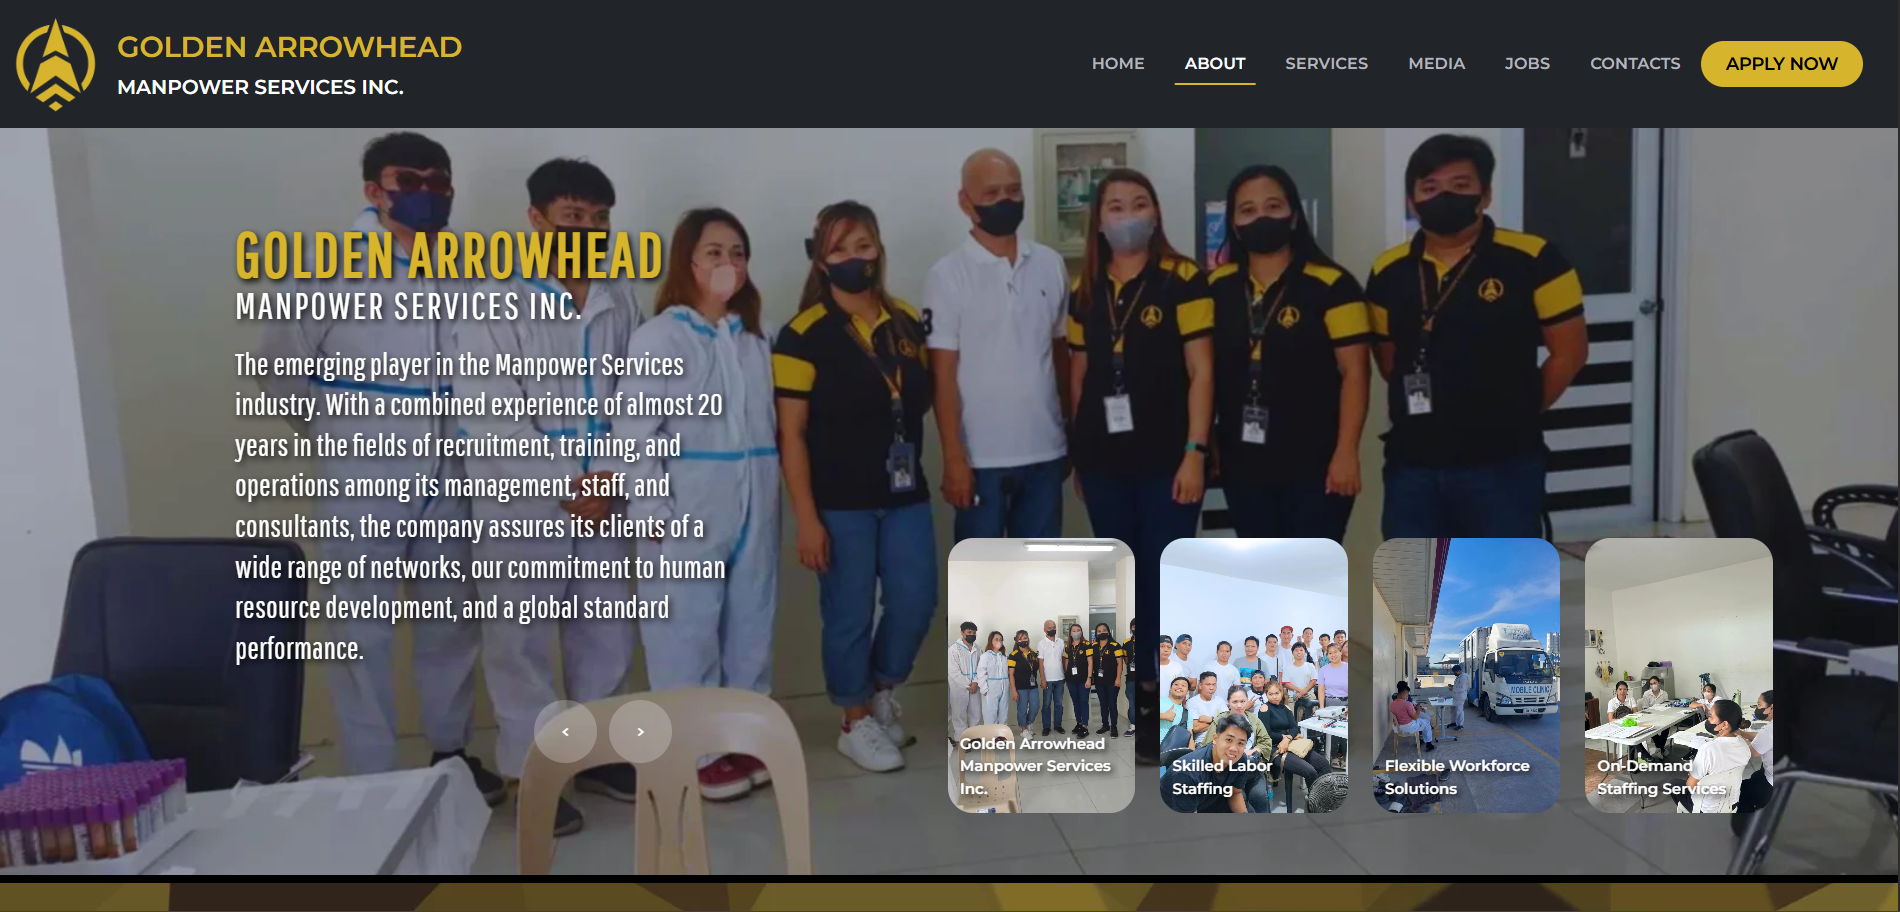 GOLDEN ARROWHEAD
MANPOWER SERVICES INC.
HOME
ABOUT
SERVICES
MEDIA
JOBS
CONTACTS
APPLY NOW
GOLDEN ARROWHEAD
MANPOWER SERVICES INC.
The emerging player in the Manpower Services
industry. With a combined experience of almost 20
years in the fields of recruitment, training, and
operations among its management, staff, and
consultants, the company assures its clients of a
wide range of networks, our commitment to human
resource development, and a global standard
performance.
<
>
Golden Arrowhead
Manpower Services
Inc.
Skilled Labor
Staffing
MOBILE CLINIC
Flexible Workforce
Solutions
On-Demand
Staffing Services